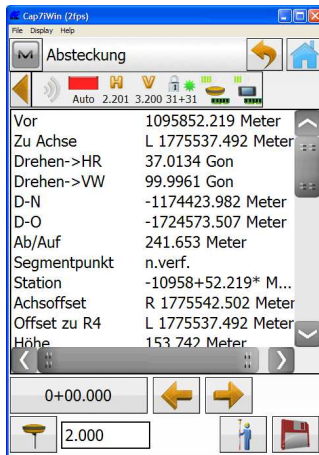 Cap7iWin (2fps)
File Display Help
Absteckung
H V
Auto 2.201 3.200 31+31
Vor 1095852.219 Meter
Zu Achse L 1775537.492 Meter
Drehen->HR 37.0134 Gon
Drehen->VW 99.9961 Gon
D-N -1174423.982 Meter
D-O -1724573.507 Meter
Ab/Auf 241.653 Meter
Segmentpunkt n.verf.
Station -10958+52.219* M...
Achsoffset R 1775542.502 Meter
Offset zu R4 L 1775537.492 Meter
Höhe 153.742 Meter
0+00.000
2.000